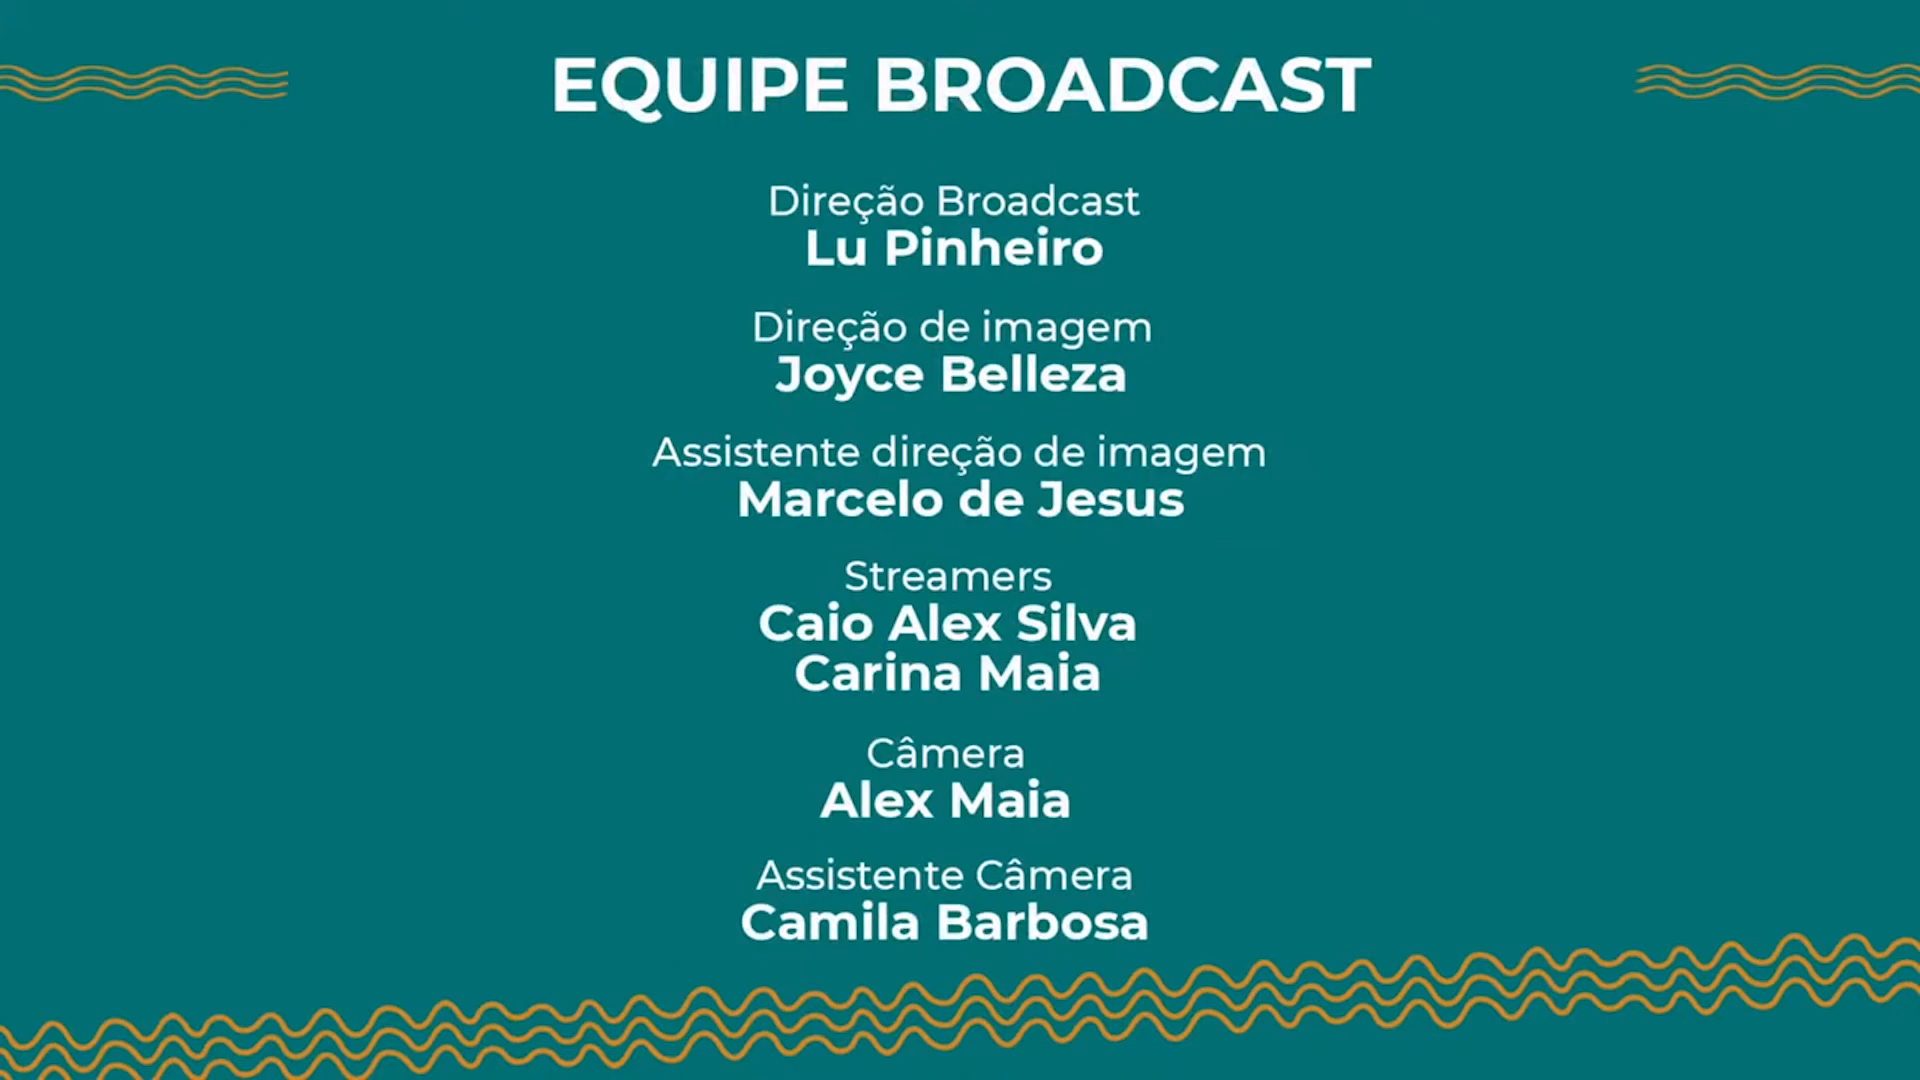 EQUIPE BROADCAST
Direção Broadcast
Lu Pinheiro
Direção de imagem
Joyce Belleza
Assistente direção de imagem
Marcelo de Jesus
Streamers
Caio Alex Silva
Carina Maia
Câmera
Alex Maia
Assistente Câmera
Camila Barbosa